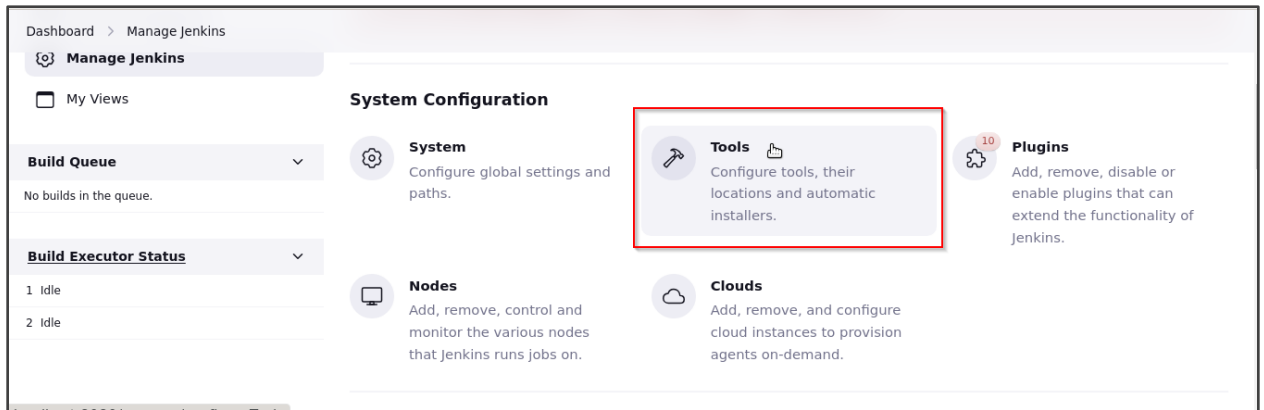 Dashboard > Manage Jenkins
Manage Jenkins
My Views
Build Queue
No builds in the queue.
Build Executor Status
1 Idle
2 Idle
System Configuration
System
Configure global settings and
paths.
Tools
Configure tools, their
locations and automatic
installers.
10
Plugins
Add, remove, disable or
enable plugins that can
extend the functionality of
Jenkins.
Nodes
Add, remove, control and
monitor the various nodes
that Jenkins runs jobs on.
Clouds
Add, remove, and configure
cloud instances to provision
agents on-demand.